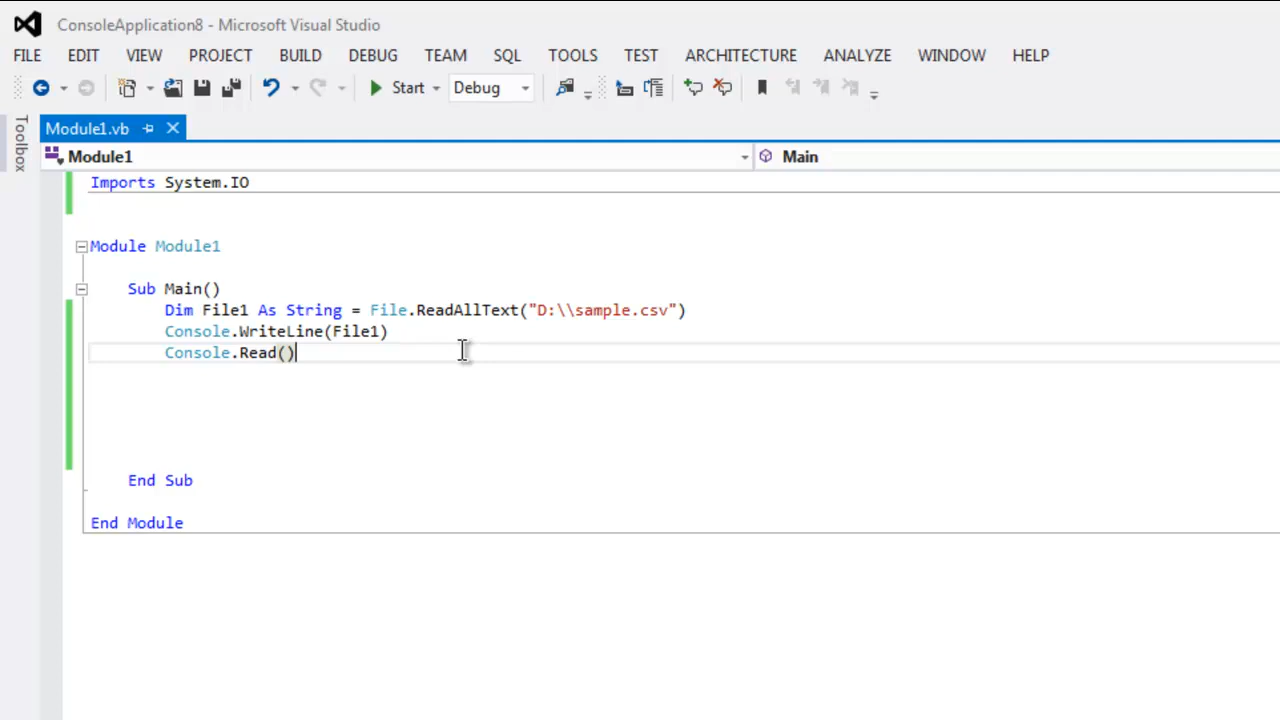 ConsoleApplication8 - Microsoft Visual Studio
FILE EDIT VIEW PROJECT BUILD DEBUG TEAM SQL TOOLS TEST ARCHITECTURE ANALYZE WINDOW HELP
Start Debug
Toolbox
Module1.vb
Module1 Main
Imports System.IO
Module Module1
Sub Main()
Dim File1 As String = File.ReadAllText("D:\\sample.csv")
Console.WriteLine(File1)
Console.Read()
End Sub
End Module